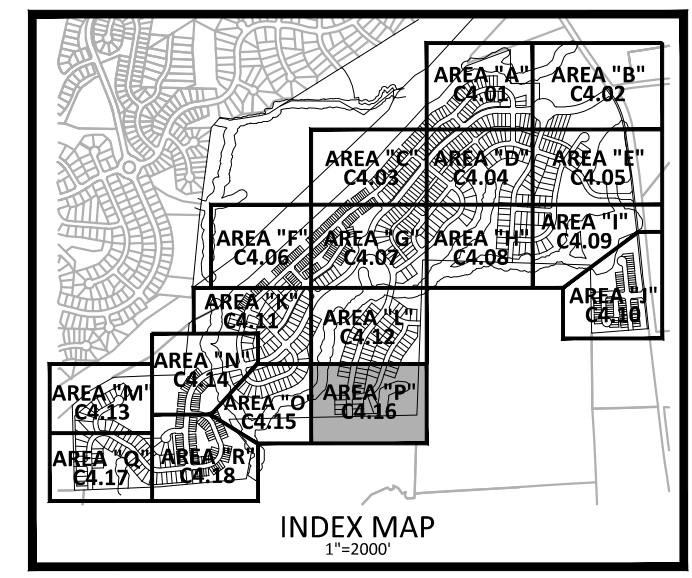 AREA "A"
C4.01
AREA "B"
C4.02
AREA "C"
C4.03
AREA "D"
C4.04
AREA "E"
C4.05
AREA "F"
C4.06
AREA "G"
C4.07
AREA "H"
C4.08
AREA "I"
C4.09
AREA "J"
C4.10
AREA "K"
C4.11
AREA "L"
C4.12
AREA "M"
C4.13
AREA "N"
C4.14
AREA "O"
C4.15
AREA "P"
C4.16
AREA "Q"
C4.17
AREA "R"
C4.18
INDEX MAP
1"=2000'